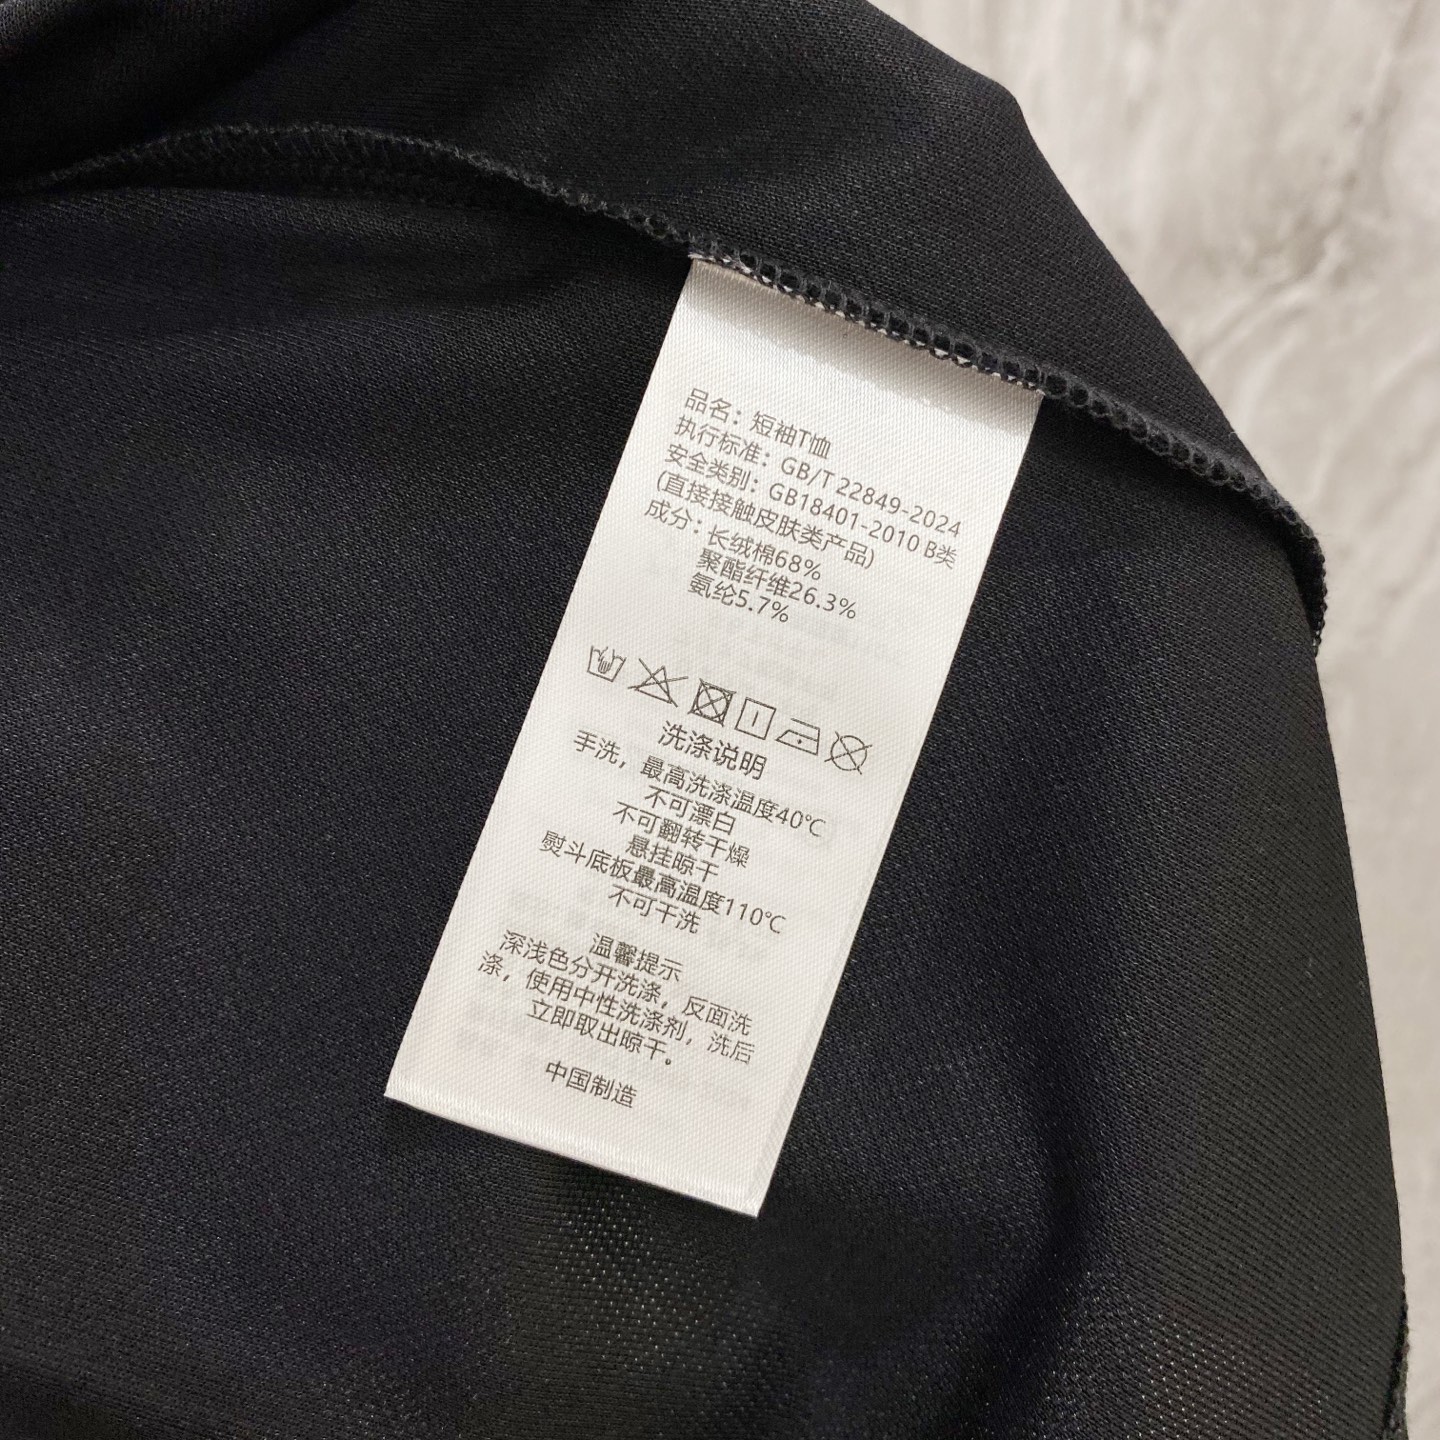 品名：短袖T恤
执行标准：GB/T 22849-2024
安全类别：GB18401-2010 B类
(直接接触皮肤类产品)
成分：长绒棉68%
聚酯纤维26.3%
氨纶5.7%
洗涤说明
手洗，最高洗涤温度40℃
不可漂白
不可翻转干燥
悬挂晾干
熨斗底板最高温度110℃
不可干洗
温馨提示
深浅色分开洗涤，反面洗
涤，使用中性洗涤剂，洗后
立即取出晾干。
中国制造